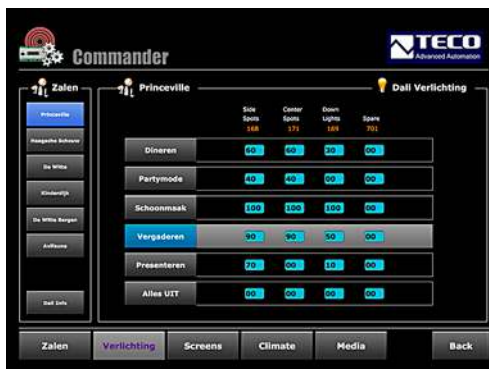 Commander
TECO
Advanced Automation
Zalen
Princeville
Dali Verlichting
Princeville
Haagsche Schouw
De Witte
Kinderdijk
De Witte Bergen
Avifauna
Dali Info
Side Spots 168
Center Spots 171
Down Lights 169
Spare 701
Dineren 60 60 30 00
Partymode 40 40 00 00
Schoonmaak 100 100 100 00
Vergaderen 90 90 50 00
Presenteren 70 00 10 00
Alles UIT 00 00 00 00
Zalen Verlichting Screens Climate Media Back